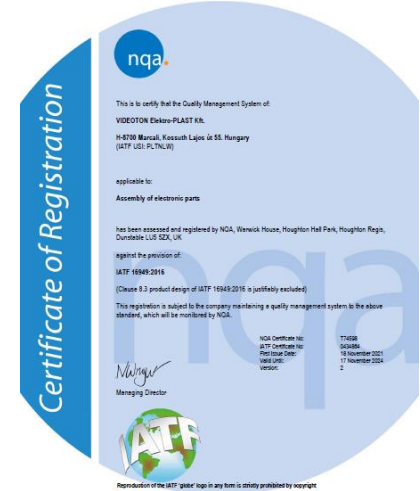 nqa.
Certificate of Registration
This is to certify that the Quality Management System of:
VIDEOTON Elektro-PLAST Kft.
H-8700 Marcali, Kossuth Lajos út 55. Hungary
(IATF USI: PLTNLW)
applicable to:
Assembly of electronic parts
has been assessed and registered by NQA, Warwick House, Houghton Hall Park, Houghton Regis,
Dunstable LU5 5ZX, UK
against the provision of:
IATF 16949:2016
(Clause 8.3 product design of IATF 16949:2016 is justifiably excluded)
This registration is subject to the company maintaining a quality management system to the above
standard, which will be monitored by NQA.
nqa
NQA Certificate No: T74598
IATF Certificate No: 0434964
First Issue Date: 18 November 2021
Valid Until: 17 November 2024
Version: 2
Managing Director
IATF
Reproduction of the IATF "globe" logo in any form is strictly prohibited by copyright